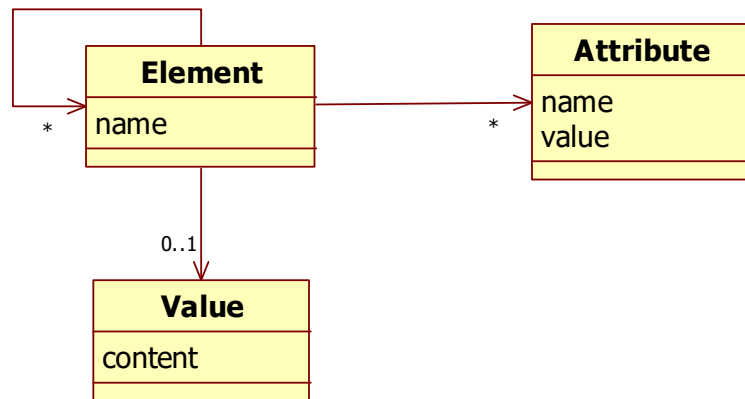 Element
name
*
Attribute
name
value
*
0..1
Value
content